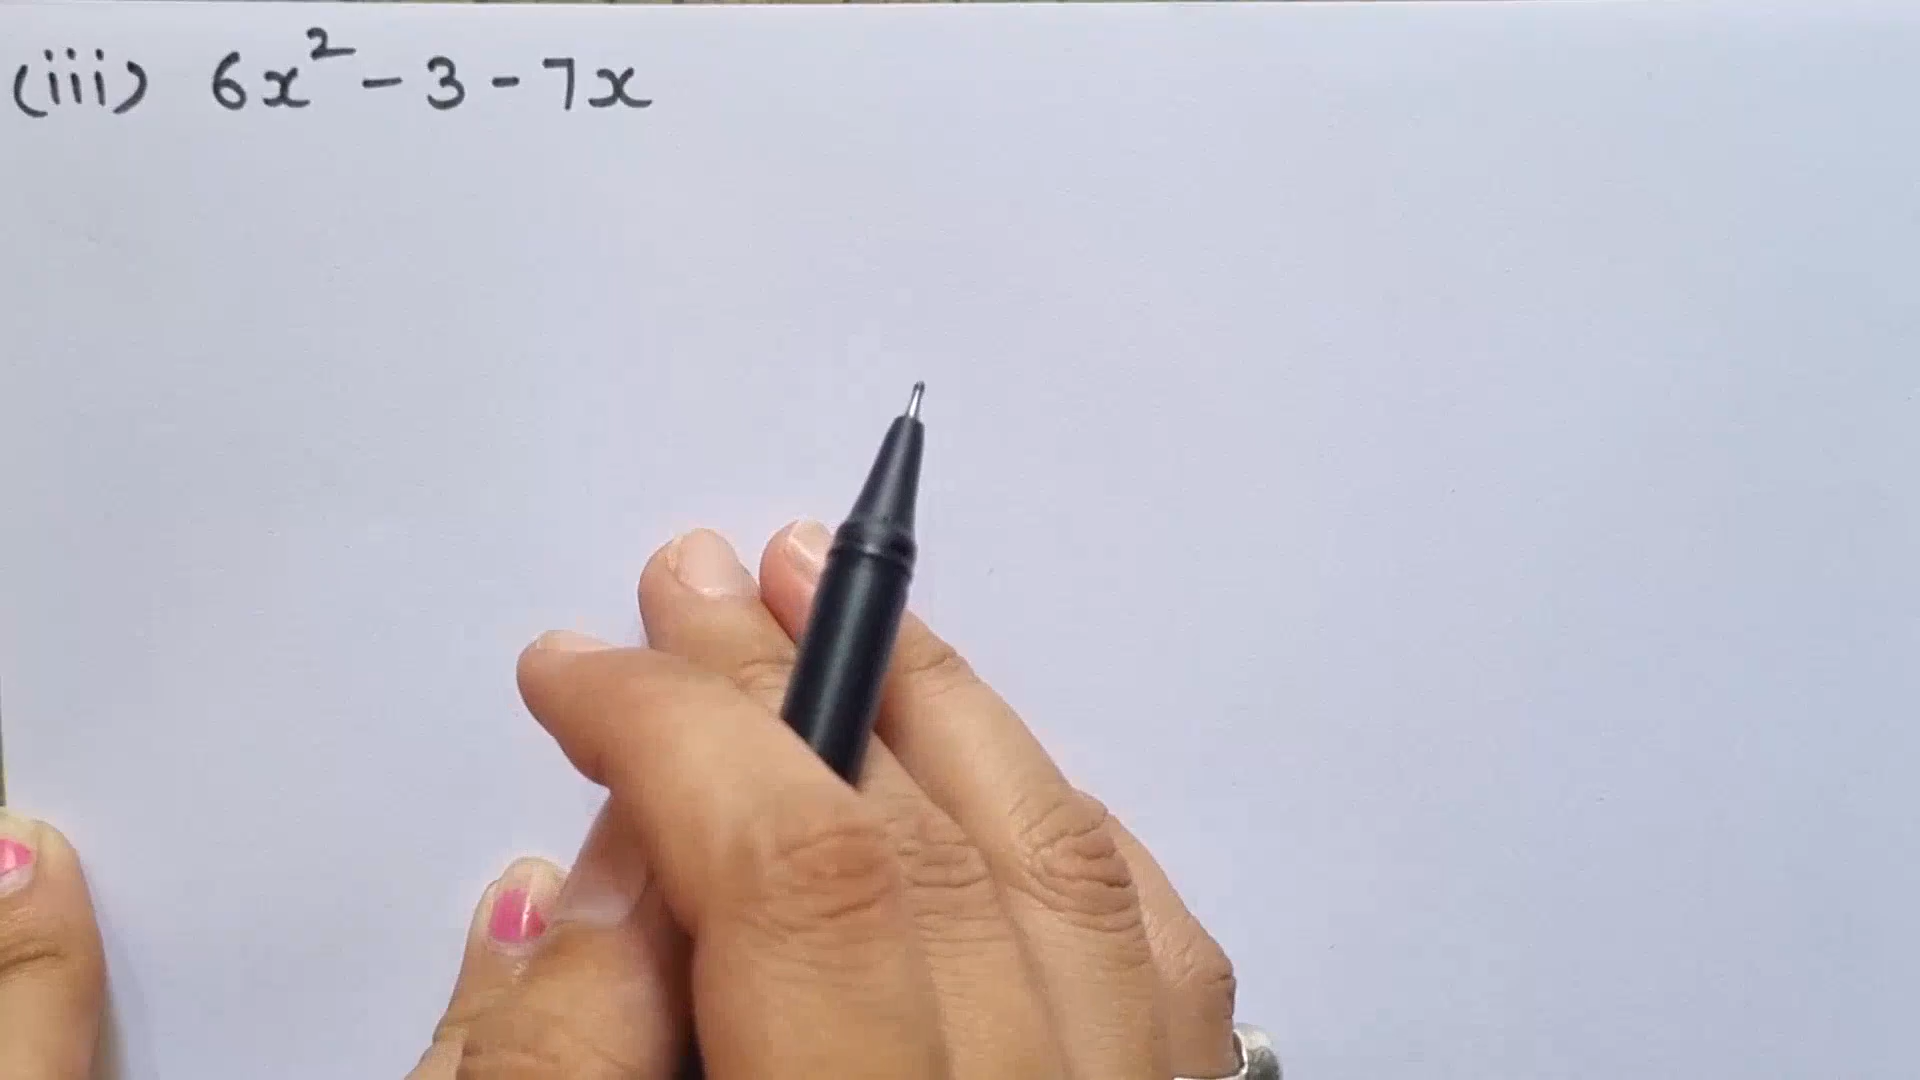 (iii) 6x² - 3 - 7x